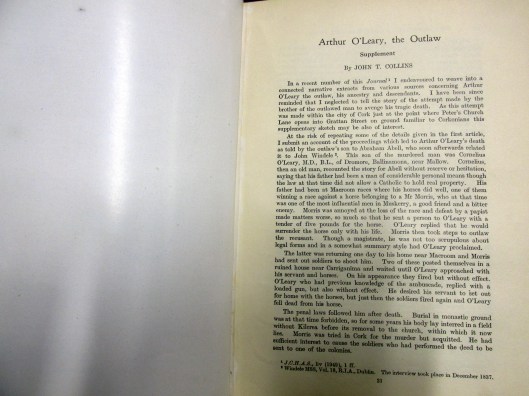 Arthur O'Leary, the Outlaw
Supplement
By JOHN T. COLLINS
In a recent number of this Journal¹ I endeavoured to weave into a
connected narrative extracts from various sources concerning Arthur
O'Leary the outlaw, his ancestry and descendants. I have been since
reminded that I neglected to tell the story of the attempt made by the
brother of the outlawed man to avenge his tragic death. As this attempt
was made within the city of Cork just at the point where Peter's Church
Lane opens into Grattan Street on ground familiar to Corkonians this
supplementary sketch may be also of interest.
At the risk of repeating some of the details given in the first article,
I submit an account of the proceedings which led to Arthur O'Leary's death
as told by the outlaw's son to Abraham Abell, who soon afterwards related
it to John Windele². This son of the murdered man was Cornelius
O'Leary, M.D., B.L., of Dromore, Ballinamona, near Mallow. Cornelius,
then an old man, recounted the story for Abell without reserve or hesitation,
saying that his father had been a man of considerable personal means though
the law at that time did not allow a Catholic to hold real property. His
father had been at Macroom races where his horses did well, one of them
winning a race against a horse belonging to a Mr Morris, who at that time
was one of the most influential men in Muskerry, a good friend and a bitter
enemy. Morris was annoyed at the loss of the race and defeat by a papist
made matters worse, so much so that he sent a person to O'Leary with a
tender of five pounds for the horse. O'Leary replied that he would
surrender the horse only with his life. Morris then took steps to outlaw
the recusant. Though a magistrate, he was not too scrupulous about
legal forms and in a somewhat summary style had O'Leary proclaimed.
The latter was returning one day to his home near Macroom and Morris
had sent out soldiers to shoot him. Two of these posted themselves in a
ruined house near Carriganima and waited until O'Leary approached with
his servant and horses. On his appearance they fired but without effect.
O'Leary who had previous knowledge of the ambuscade, replied with a
loaded gun, but also without effect. He desired his servant to set out
for home with the horses, but just then the soldiers fired again and O'Leary
fell dead from his horse.
The penal laws followed him after death. Burial in monastic ground
was at that time forbidden, so for some years his body lay interred in a field
without Kilcrea before its removal to the church, within which it now
lies. Morris was tried in Cork for the murder but acquitted. He had
sufficient interest to cause the soldiers who had performed the deed to be
sent to one of the colonies.
¹ J.C.H.A.S., liv (1949), 1 ff.
² Windele MSS, Vol. 12, R.I.A., Dublin. The interview took place in December 1837.